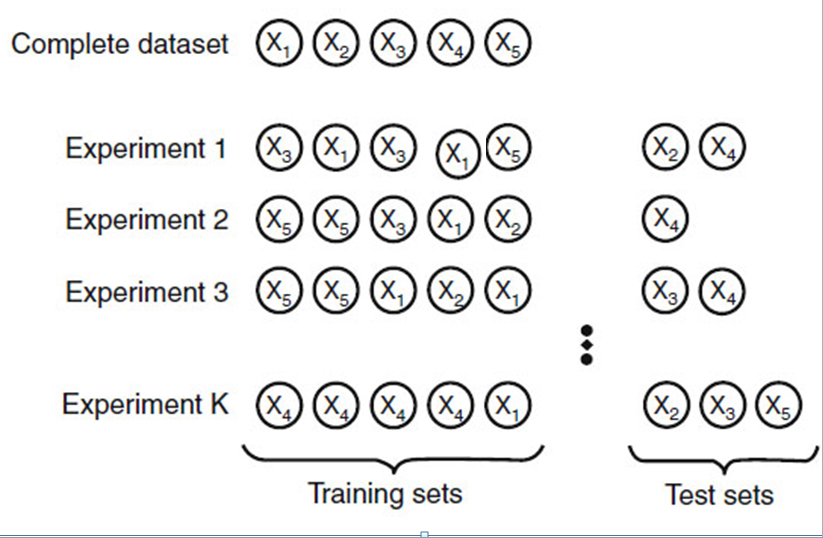 Complete dataset X1 X2 X3 X4 X5
Experiment 1 X3 X1 X3 X1 X5 X2 X4
Experiment 2 X5 X5 X3 X1 X2 X4
Experiment 3 X5 X5 X1 X2 X1 X3 X4
Experiment K X4 X4 X4 X4 X1 X2 X3 X5
Training sets Test sets